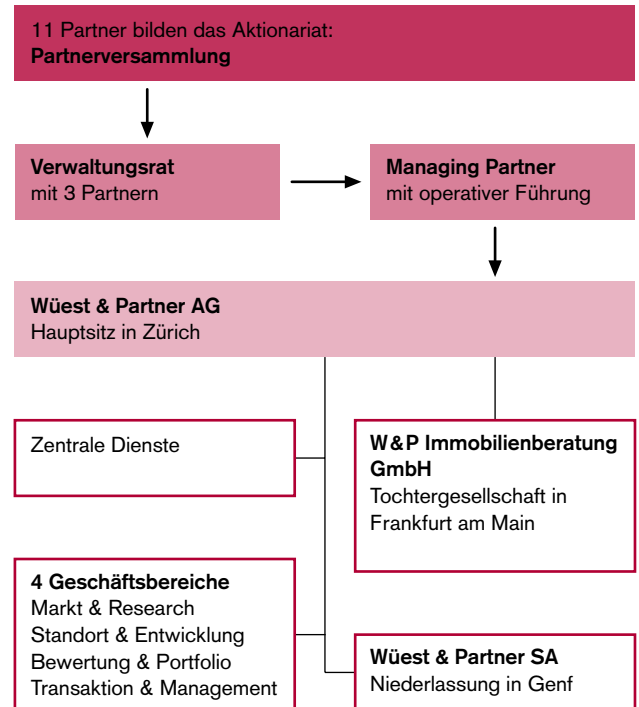 11 Partner bilden das Aktionariat:
Partnerversammlung
Verwaltungsrat
mit 3 Partnern
Managing Partner
mit operativer Führung
Wüest & Partner AG
Hauptsitz in Zürich
Zentrale Dienste
W&P Immobilienberatung
GmbH
Tochtergesellschaft in
Frankfurt am Main
4 Geschäftsbereiche
Markt & Research
Standort & Entwicklung
Bewertung & Portfolio
Transaktion & Management
Wüest & Partner SA
Niederlassung in Genf